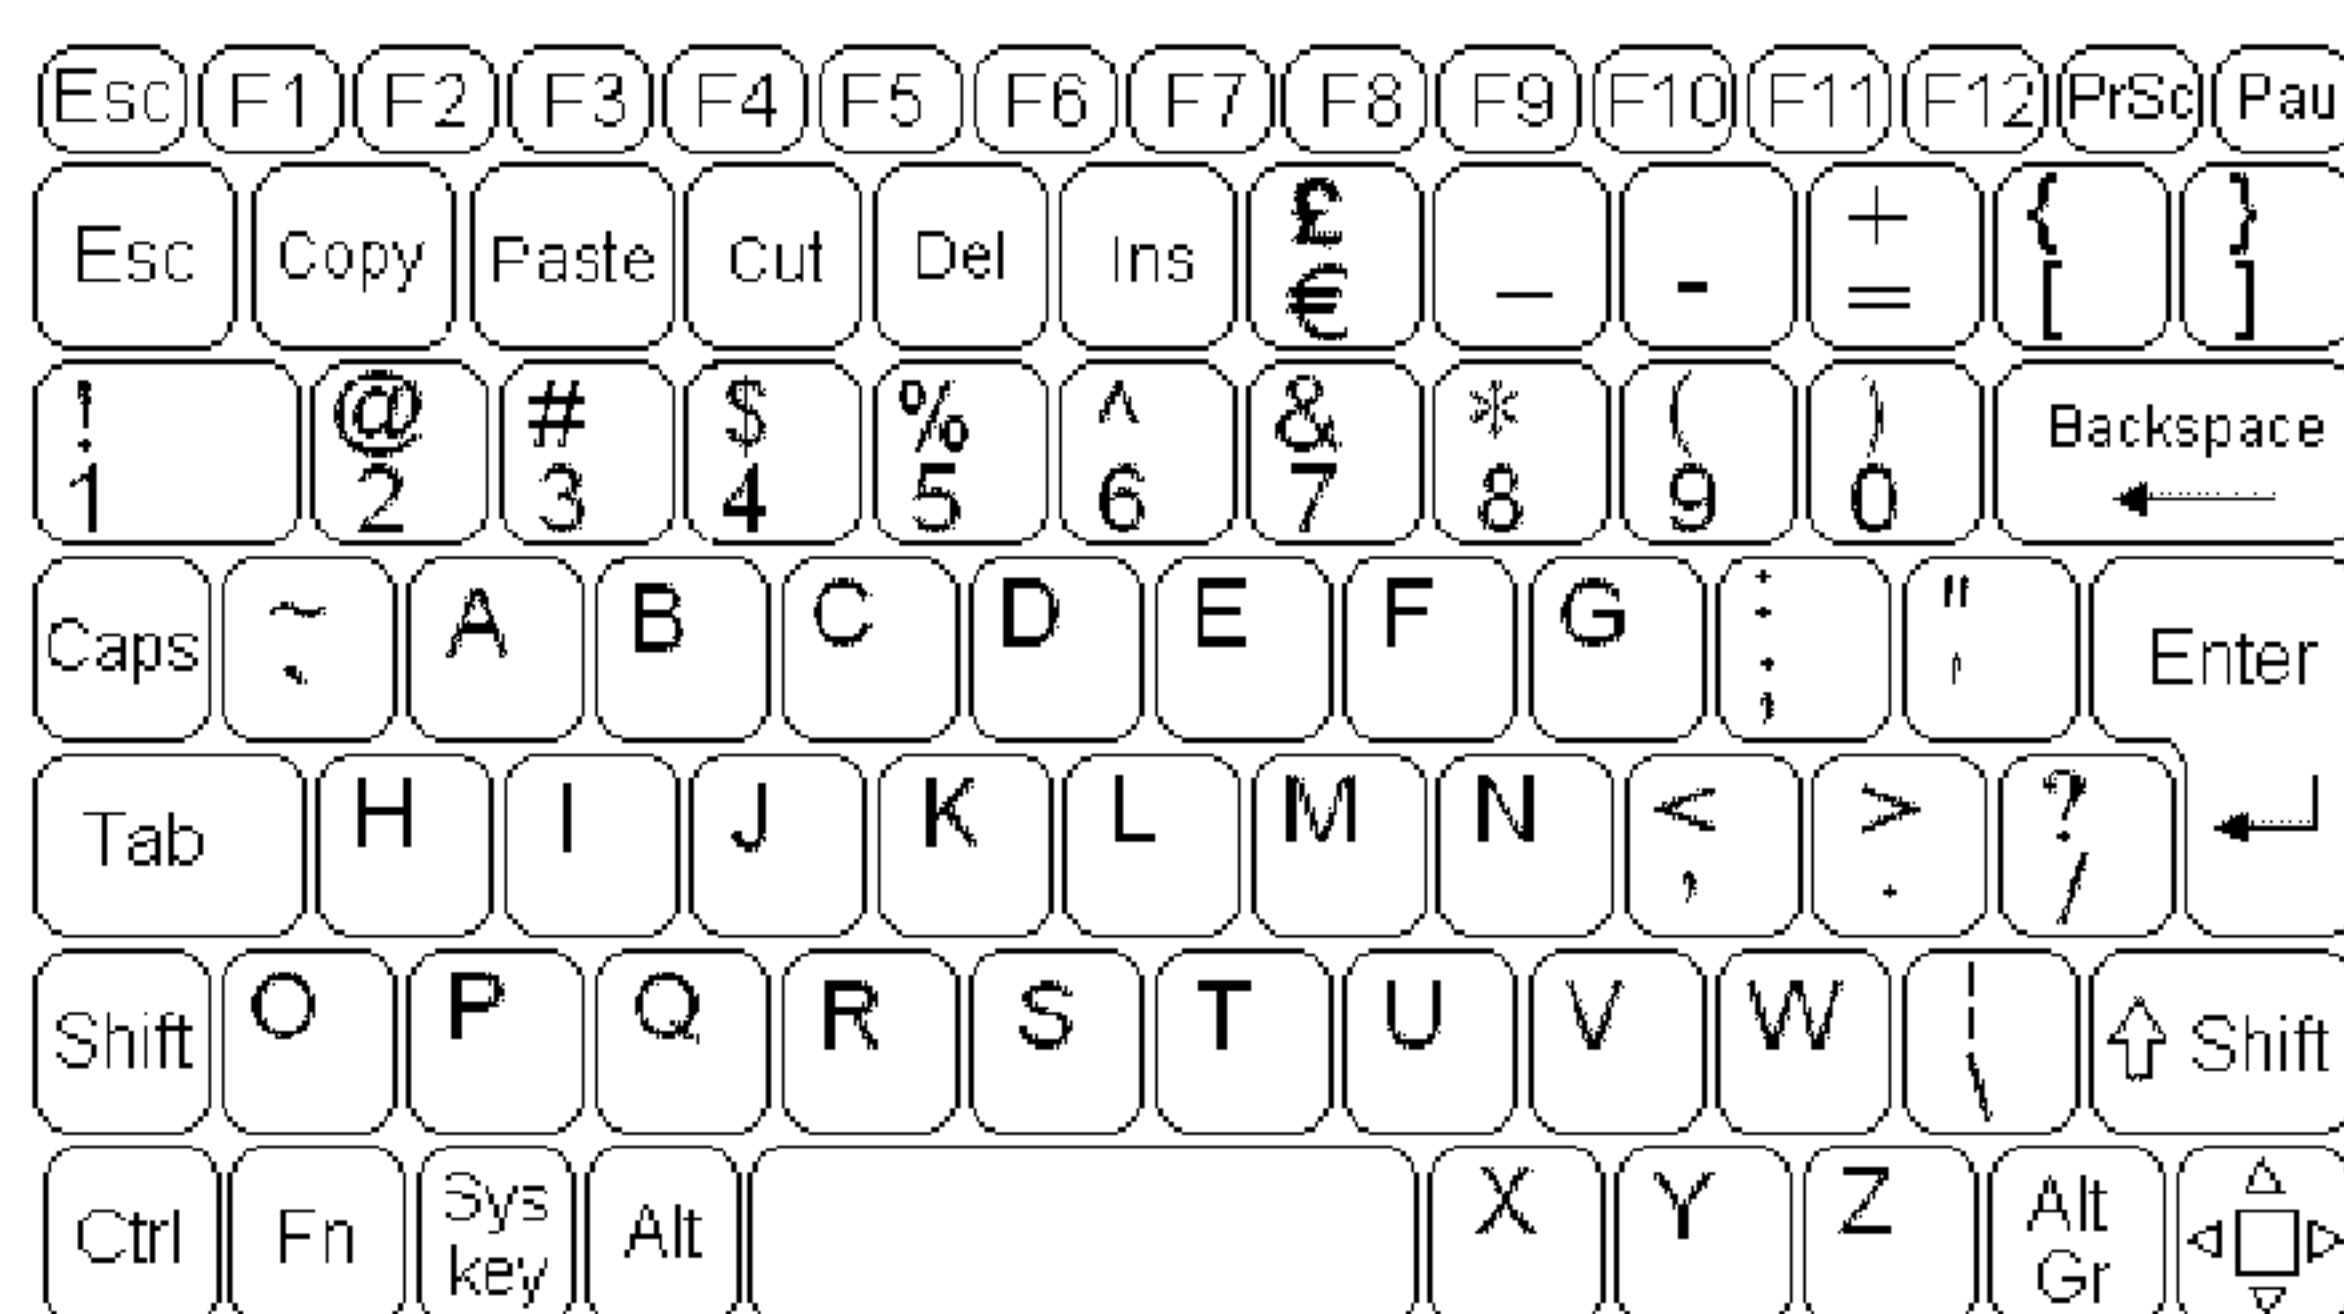 Esc F1 F2 F3 F4 F5 F6 F7 F8 F9 F10 F11 F12 PrSc Pau
Esc Copy Paste Cut Del Ins £ € _ - + = { [ } ]
! 1 @ 2 # 3 $ 4 % 5 ^ 6 & 7 * 8 ( 9 ) 0 Backspace
Caps ~ ` A B C D E F G : ; " ' Enter
Tab H I J K L M N < , > . ? /
Shift O P Q R S T U V W | \ Shift
Ctrl Fn Sys key Alt X Y Z Alt Gr